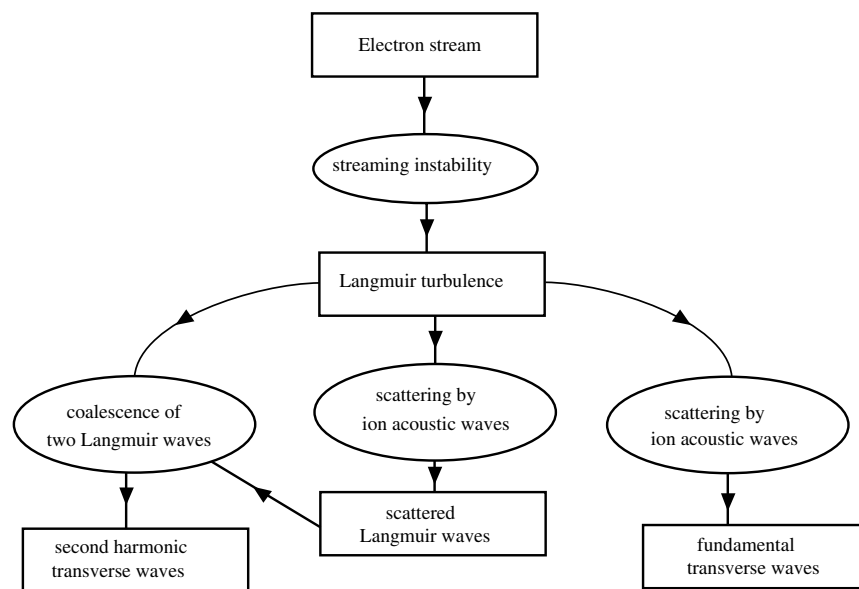 Electron stream
streaming instability
Langmuir turbulence
coalescence of
two Langmuir waves
scattering by
ion acoustic waves
scattering by
ion acoustic waves
second harmonic
transverse waves
scattered
Langmuir waves
fundamental
transverse waves